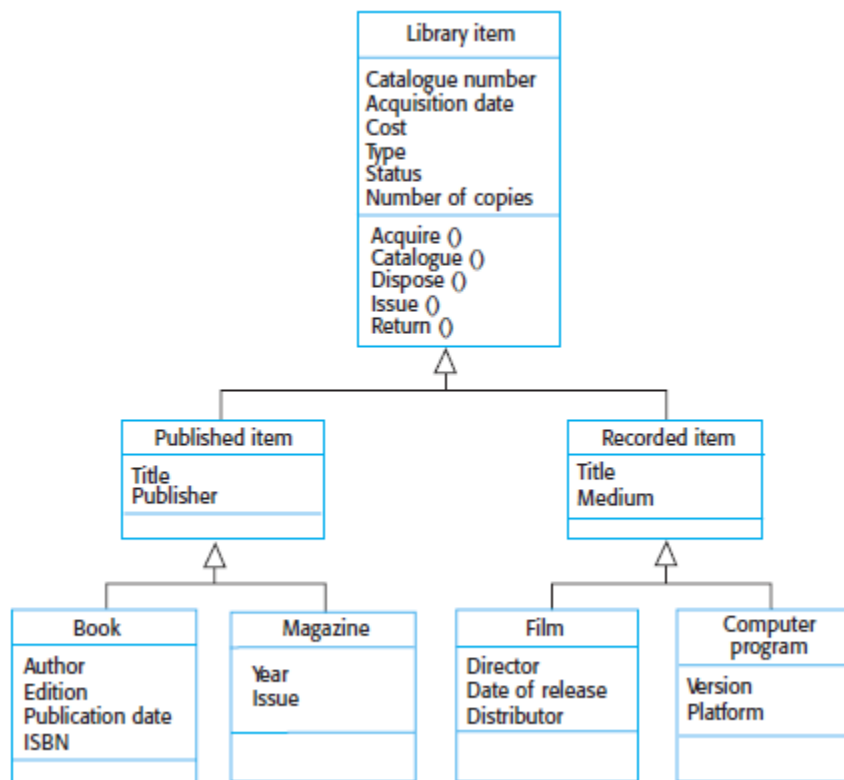 Library item
Catalogue number
Acquisition date
Cost
Type
Status
Number of copies
Acquire ()
Catalogue ()
Dispose ()
Issue ()
Return ()
Published item
Title
Publisher
Recorded item
Title
Medium
Book
Author
Edition
Publication date
ISBN
Magazine
Year
Issue
Film
Director
Date of release
Distributor
Computer
program
Version
Platform